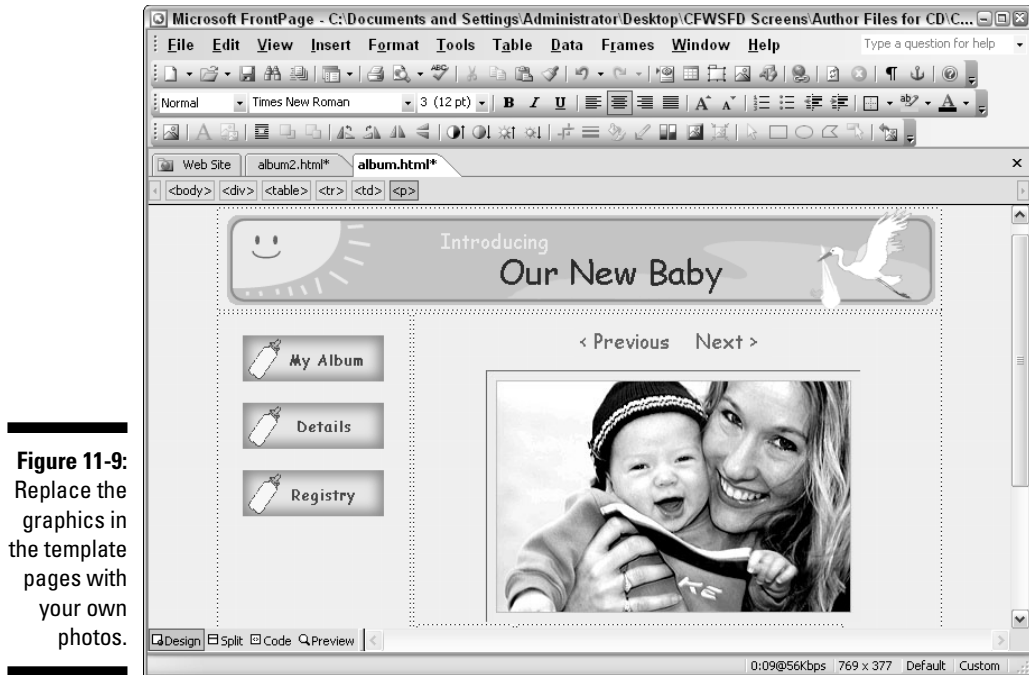 Microsoft FrontPage - C:\Documents and Settings\Administrator\Desktop\CFWSFD Screens\Author Files for CD\C...
File Edit View Insert Format Tools Table Data Frames Window Help Type a question for help
Normal Times New Roman 3 (12 pt) B I U A A ab A
A
Web Site album2.html* album.html*
<body> <div> <table> <tr> <td> <p>
Introducing
Our New Baby
< Previous Next >
My Album
Details
Registry
KE
Design Split Code Preview
0:09@56Kbps 769 x 377 Default Custom
Figure 11-9:
Replace the
graphics in
the template
pages with
your own
photos.